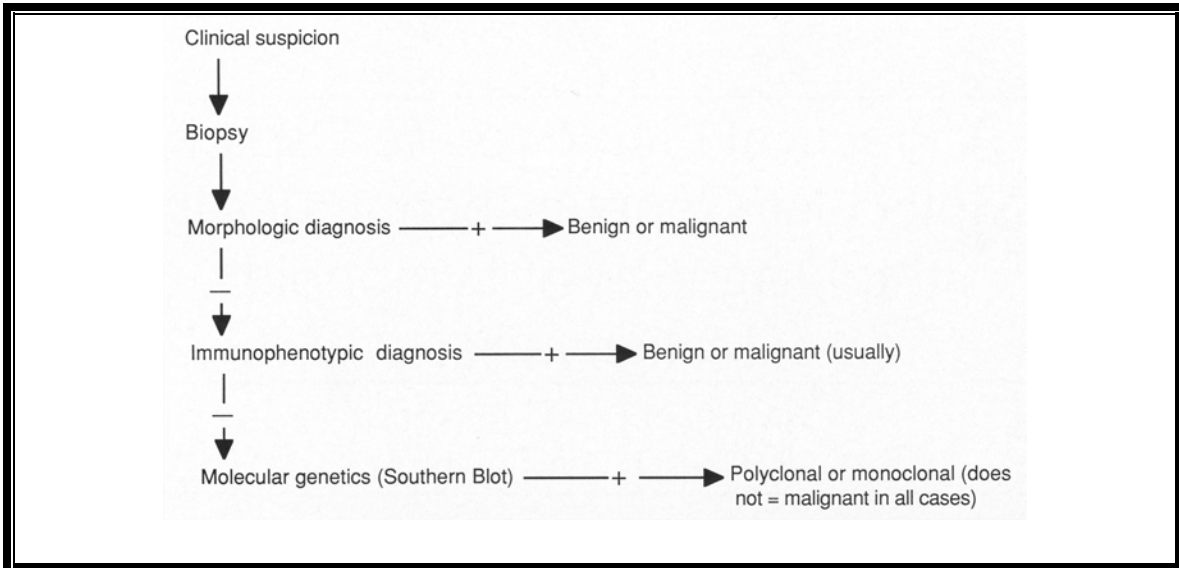 Clinical suspicion
Biopsy
Morphologic diagnosis + Benign or malignant
—
Immunophenotypic diagnosis + Benign or malignant (usually)
—
Molecular genetics (Southern Blot) + Polyclonal or monoclonal (does
not = malignant in all cases)